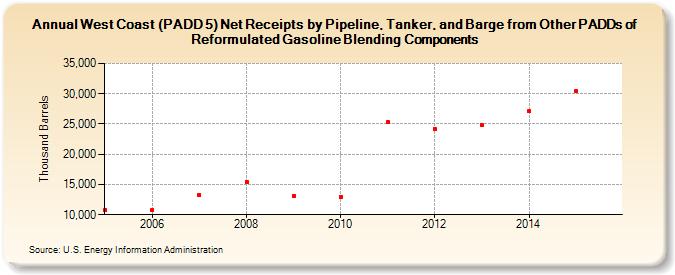 Annual West Coast (PADD 5) Net Receipts by Pipeline, Tanker, and Barge from Other PADDs of
Reformulated Gasoline Blending Components
Thousand Barrels
35,000
30,000
25,000
20,000
15,000
10,000
2006
2008
2010
2012
2014
Source: U.S. Energy Information Administration